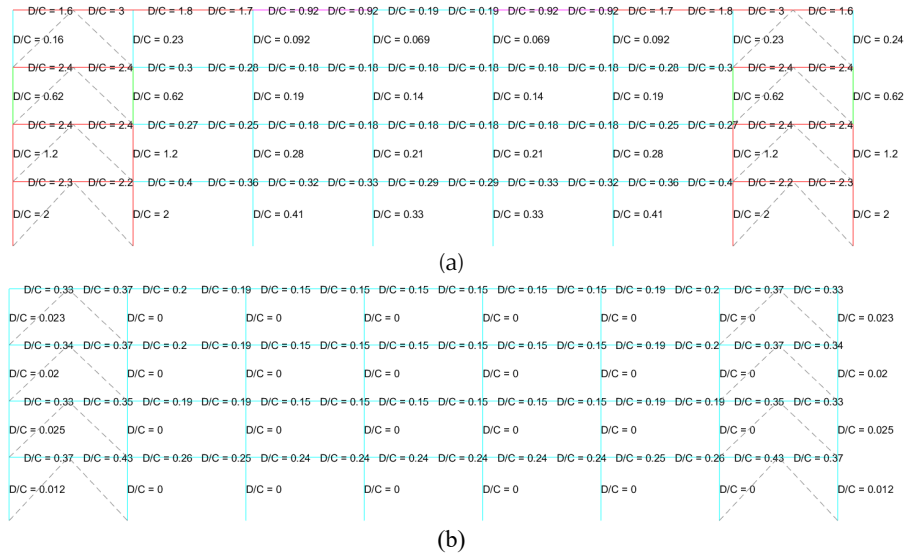 D/C = 1.6 D/C = 3 D/C = 1.8 D/C = 1.7 D/C = 0.92 D/C = 0.92 D/C = 0.19 D/C = 0.19 D/C = 0.92 D/C = 0.92 D/C = 1.7 D/C = 1.8 D/C = 3 D/C = 1.6
D/C = 0.16 D/C = 0.23 D/C = 0.092 D/C = 0.069 D/C = 0.069 D/C = 0.092 D/C = 0.23 D/C = 0.24
D/C = 2.4 D/C = 2.4 D/C = 0.3 D/C = 0.28 D/C = 0.18 D/C = 0.18 D/C = 0.18 D/C = 0.18 D/C = 0.18 D/C = 0.18 D/C = 0.28 D/C = 0.3 D/C = 2.4 D/C = 2.4
D/C = 0.62 D/C = 0.62 D/C = 0.19 D/C = 0.14 D/C = 0.14 D/C = 0.19 D/C = 0.62 D/C = 0.62
D/C = 2.4 D/C = 2.4 D/C = 0.27 D/C = 0.25 D/C = 0.18 D/C = 0.18 D/C = 0.18 D/C = 0.18 D/C = 0.18 D/C = 0.18 D/C = 0.25 D/C = 0.27 D/C = 2.4 D/C = 2.4
D/C = 1.2 D/C = 1.2 D/C = 0.28 D/C = 0.21 D/C = 0.21 D/C = 0.28 D/C = 1.2 D/C = 1.2
D/C = 2.3 D/C = 2.2 D/C = 0.4 D/C = 0.36 D/C = 0.32 D/C = 0.33 D/C = 0.29 D/C = 0.29 D/C = 0.33 D/C = 0.32 D/C = 0.36 D/C = 0.4 D/C = 2.2 D/C = 2.3
D/C = 2 D/C = 2 D/C = 0.41 D/C = 0.33 D/C = 0.33 D/C = 0.41 D/C = 2 D/C = 2
(a)
D/C = 0.33 D/C = 0.37 D/C = 0.2 D/C = 0.19 D/C = 0.15 D/C = 0.15 D/C = 0.15 D/C = 0.15 D/C = 0.15 D/C = 0.15 D/C = 0.19 D/C = 0.2 D/C = 0.37 D/C = 0.33
D/C = 0.023 D/C = 0 D/C = 0 D/C = 0 D/C = 0 D/C = 0 D/C = 0 D/C = 0.023
D/C = 0.34 D/C = 0.37 D/C = 0.2 D/C = 0.19 D/C = 0.15 D/C = 0.15 D/C = 0.15 D/C = 0.15 D/C = 0.15 D/C = 0.15 D/C = 0.19 D/C = 0.2 D/C = 0.37 D/C = 0.34
D/C = 0.02 D/C = 0 D/C = 0 D/C = 0 D/C = 0 D/C = 0 D/C = 0 D/C = 0.02
D/C = 0.33 D/C = 0.35 D/C = 0.19 D/C = 0.19 D/C = 0.15 D/C = 0.15 D/C = 0.15 D/C = 0.15 D/C = 0.15 D/C = 0.15 D/C = 0.19 D/C = 0.19 D/C = 0.35 D/C = 0.33
D/C = 0.025 D/C = 0 D/C = 0 D/C = 0 D/C = 0 D/C = 0 D/C = 0 D/C = 0.025
D/C = 0.37 D/C = 0.43 D/C = 0.26 D/C = 0.25 D/C = 0.24 D/C = 0.24 D/C = 0.24 D/C = 0.24 D/C = 0.24 D/C = 0.24 D/C = 0.25 D/C = 0.26 D/C = 0.43 D/C = 0.37
D/C = 0.012 D/C = 0 D/C = 0 D/C = 0 D/C = 0 D/C = 0 D/C = 0 D/C = 0.012
(b)